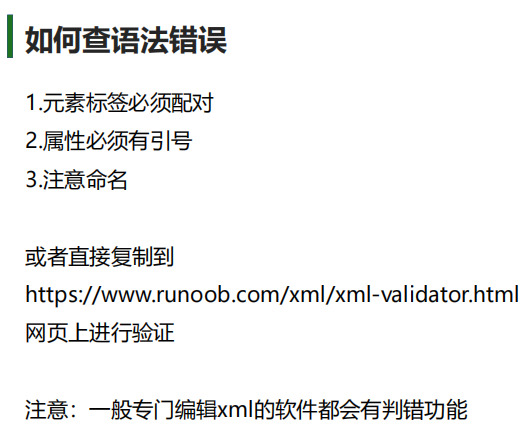 如何查语法错误
1.元素标签必须配对
2.属性必须有引号
3.注意命名
或者直接复制到
https://www.runoob.com/xml/xml-validator.html
网页上进行验证
注意：一般专门编辑xml的软件都会有判错功能